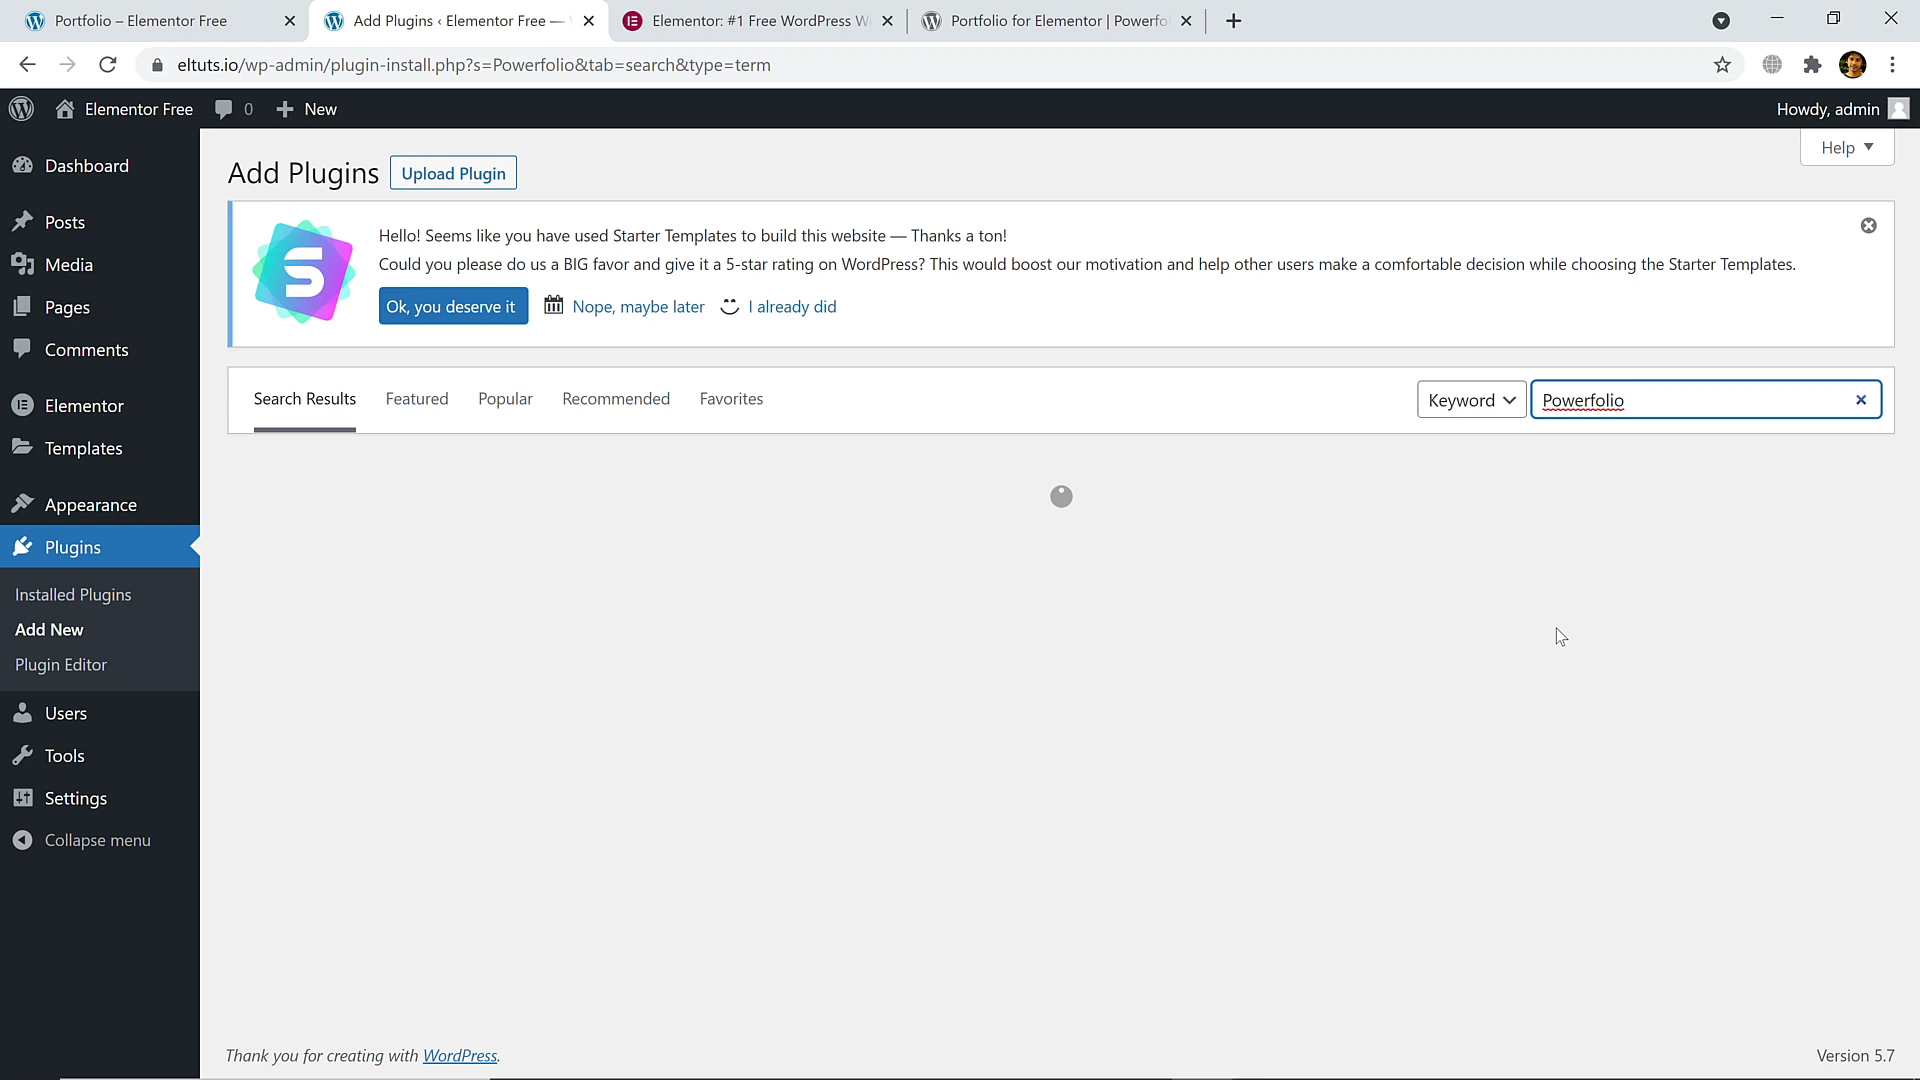 Portfolio – Elementor Free
Add Plugins ‹ Elementor Free —
Elementor: #1 Free WordPress W
Portfolio for Elementor | Powerfo
eltuts.io/wp-admin/plugin-install.php?s=Powerfolio&tab=search&type=term
Elementor Free
0
New
Howdy, admin
Dashboard
Posts
Media
Pages
Comments
Elementor
Templates
Appearance
Plugins
Installed Plugins
Add New
Plugin Editor
Users
Tools
Settings
Collapse menu
Help
Add Plugins
Upload Plugin
Hello! Seems like you have used Starter Templates to build this website — Thanks a ton!
Could you please do us a BIG favor and give it a 5-star rating on WordPress? This would boost our motivation and help other users make a comfortable decision while choosing the Starter Templates.
Ok, you deserve it
Nope, maybe later
I already did
Search Results
Featured
Popular
Recommended
Favorites
Keyword
Powerfolio
Thank you for creating with WordPress.
Version 5.7